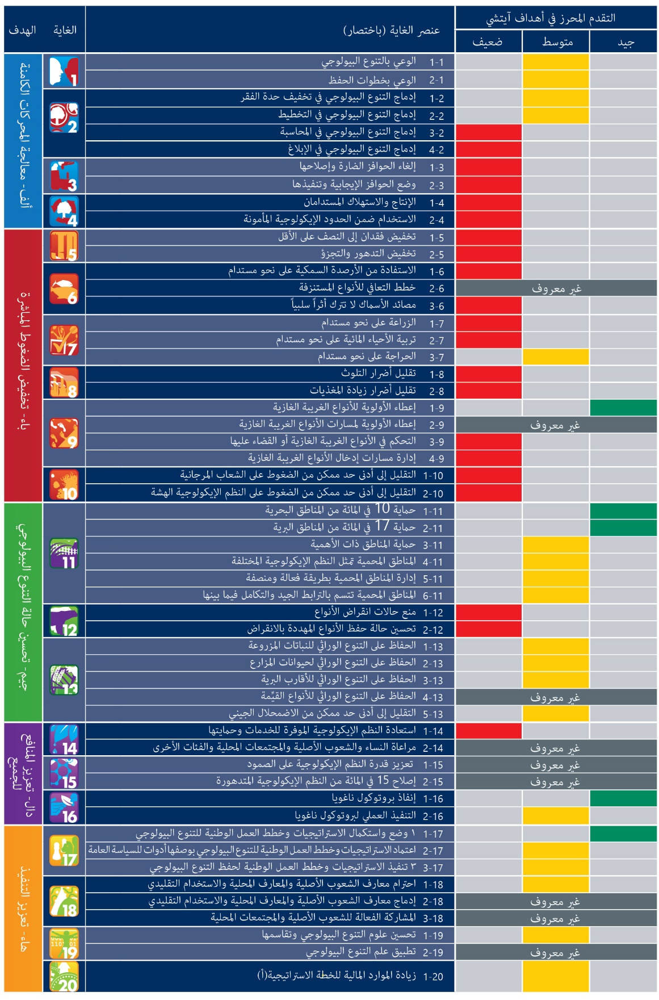 الهدف
الغاية
عنصر الغاية (باختصار)
التقدم المحرز في أهداف آيتشي
ضعيف
متوسط
جيد
ألف- معالجة المحركات الكامنة
1
1-1 الوعي بالتنوع البيولوجي
2-1 الوعي بخطوات الحفظ
2
1-2 إدماج التنوع البيولوجي في تخفيف حدة الفقر
2-2 إدماج التنوع البيولوجي في التخطيط
3-2 إدماج التنوع البيولوجي في المحاسبة
4-2 إدماج التنوع البيولوجي في الإبلاغ
3
1-3 إلغاء الحوافز الضارة وإصلاحها
2-3 وضع الحوافز الإيجابية وتنفيذها
4
1-4 الإنتاج والاستهلاك المستدامان
2-4 الاستخدام ضمن الحدود الإيكولوجية المأمونة
باء- تخفيض الضغوط المباشرة
5
1-5 تخفيض فقدان إلى النصف على الأقل
2-5 تخفيض التدهور والتجزؤ
6
1-6 الاستفادة من الأرصدة السمكية على نحو مستدام
2-6 خطط التعافي للأنواع المستنزفة
غير معروف
3-6 مصائد الأسماك لا تترك أثراً سلبياً
7
1-7 الزراعة على نحو مستدام
2-7 تربية الأحياء المائية على نحو مستدام
3-7 الحراجة على نحو مستدام
8
1-8 تقليل أضرار التلوث
2-8 تقليل أضرار زيادة المغذيات
9
1-9 إعطاء الأولوية للأنواع الغريبة الغازية
2-9 إعطاء الأولوية لمسارات الأنواع الغريبة الغازية
غير معروف
3-9 التحكم في الأنواع الغريبة الغازية أو القضاء عليها
4-9 إدارة مسارات إدخال الأنواع الغريبة الغازية
10
1-10 التقليل إلى أدنى حد ممكن من الضغوط على الشعاب المرجانية
2-10 التقليل إلى أدنى حد ممكن من الضغوط على النظم الإيكولوجية الهشة
جيم- تحسين حالة التنوع البيولوجي
11
1-11 حماية 10 في المائة من المناطق البحرية
2-11 حماية 17 في المائة من المناطق البرية
3-11 حماية المناطق ذات الأهمية
4-11 المناطق المحمية تمثل النظم الإيكولوجية المختلفة
5-11 إدارة المناطق المحمية بطريقة فعالة ومنصفة
6-11 المناطق المحمية تتسم بالترابط الجيد والتكامل فيما بينها
12
1-12 منع حالات انقراض الأنواع
2-12 تحسين حالة حفظ الأنواع المهددة بالانقراض
13
1-13 الحفاظ على التنوع الوراثي للنباتات المزروعة
2-13 الحفاظ على التنوع الوراثي لحيوانات المزارع
3-13 الحفاظ على التنوع الوراثي للأقارب البرية
4-13 الحفاظ على التنوع الوراثي للأنواع القيِّمة
غير معروف
5-13 التقليل إلى أدنى حد ممكن من الاضمحلال الجيني
دال- تعزيز المنافع
للجميع
14
1-14 استعادة النظم الإيكولوجية الموفرة للخدمات وحمايتها
2-14 مراعاة النساء والشعوب الأصلية والمجتمعات المحلية والفئات الأخرى
غير معروف
15
1-15 تعزيز قدرة النظم الإيكولوجية على الصمود
غير معروف
2-15 إصلاح 15 في المائة من النظم الإيكولوجية المتدهورة
غير معروف
16
1-16 إنفاذ بروتوكول ناغويا
2-16 التنفيذ العملي لبروتوكول ناغويا
هاء- تعزيز التنفيذ
17
1-17 ١ وضع واستكمال الاستراتيجيات وخطط العمل الوطنية للتنوع البيولوجي
2-17 اعتماد الاستراتيجيات وخطط العمل الوطنية للتنوع البيولوجي بوصفها أدوات للسياسة العامة
3-17 ٣ تنفيذ الاستراتيجيات وخطط العمل الوطنية لحفظ التنوع البيولوجي
18
1-18 احترام معارف الشعوب الأصلية والمعارف المحلية والاستخدام التقليدي
2-18 إدماج معارف الشعوب الأصلية والمعارف المحلية والاستخدام التقليدي
غير معروف
3-18 المشاركة الفعالة للشعوب الأصلية والمجتمعات المحلية
غير معروف
19
1-19 تحسين علوم التنوع البيولوجي وتقاسمها
2-19 تطبيق علم التنوع البيولوجي
غير معروف
20
1-20 زيادة الموارد المالية للخطة الاستراتيجية(أ)